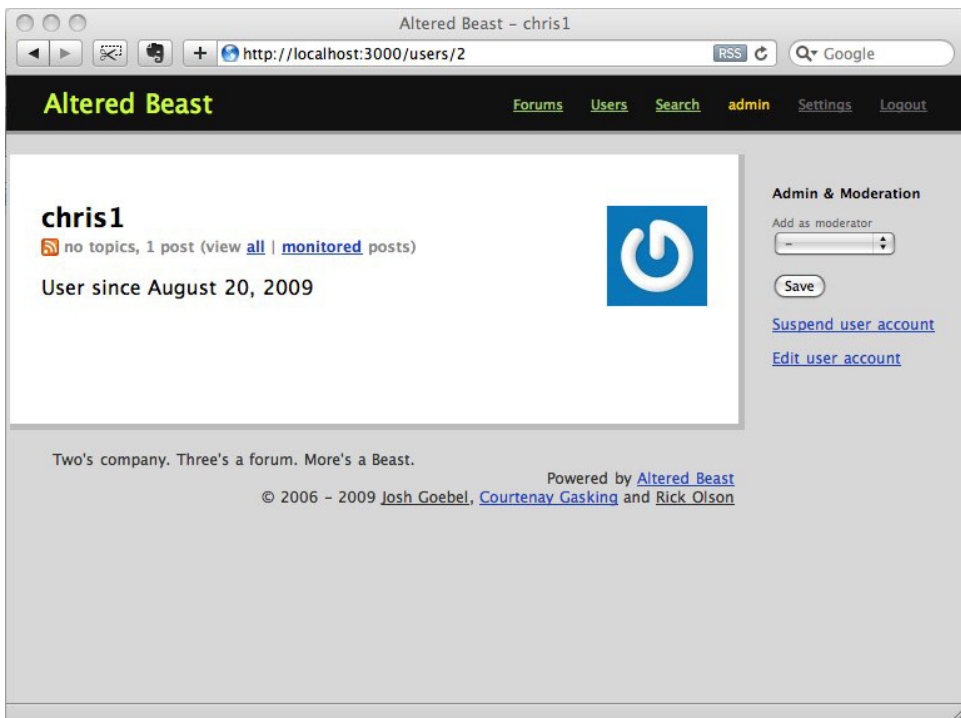 Altered Beast – chris1
http://localhost:3000/users/2
RSS
Google
Altered Beast
Forums Users Search admin Settings Logout
chris1
no topics, 1 post (view all | monitored posts)
User since August 20, 2009
Admin & Moderation
Add as moderator
–
Save
Suspend user account
Edit user account
Two's company. Three's a forum. More's a Beast.
Powered by Altered Beast
© 2006 – 2009 Josh Goebel, Courtenay Gasking and Rick Olson